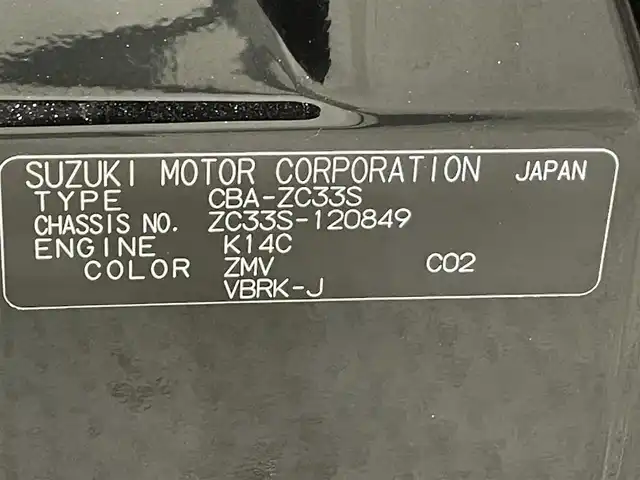 SUZUKI MOTOR CORPORATION JAPAN
TYPE CBA-ZC33S
CHASSIS NO. ZC33S-120849
ENGINE K14C
COLOR ZMV C02
VBRK-J